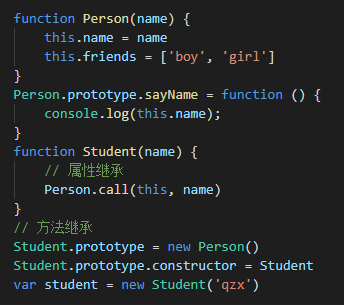 function Person(name) {
    this.name = name
    this.friends = ['boy', 'girl']
}
Person.prototype.sayName = function () {
    console.log(this.name);
}
function Student(name) {
    // 属性继承
    Person.call(this, name)
}
// 方法继承
Student.prototype = new Person()
Student.prototype.constructor = Student
var student = new Student('qzx')